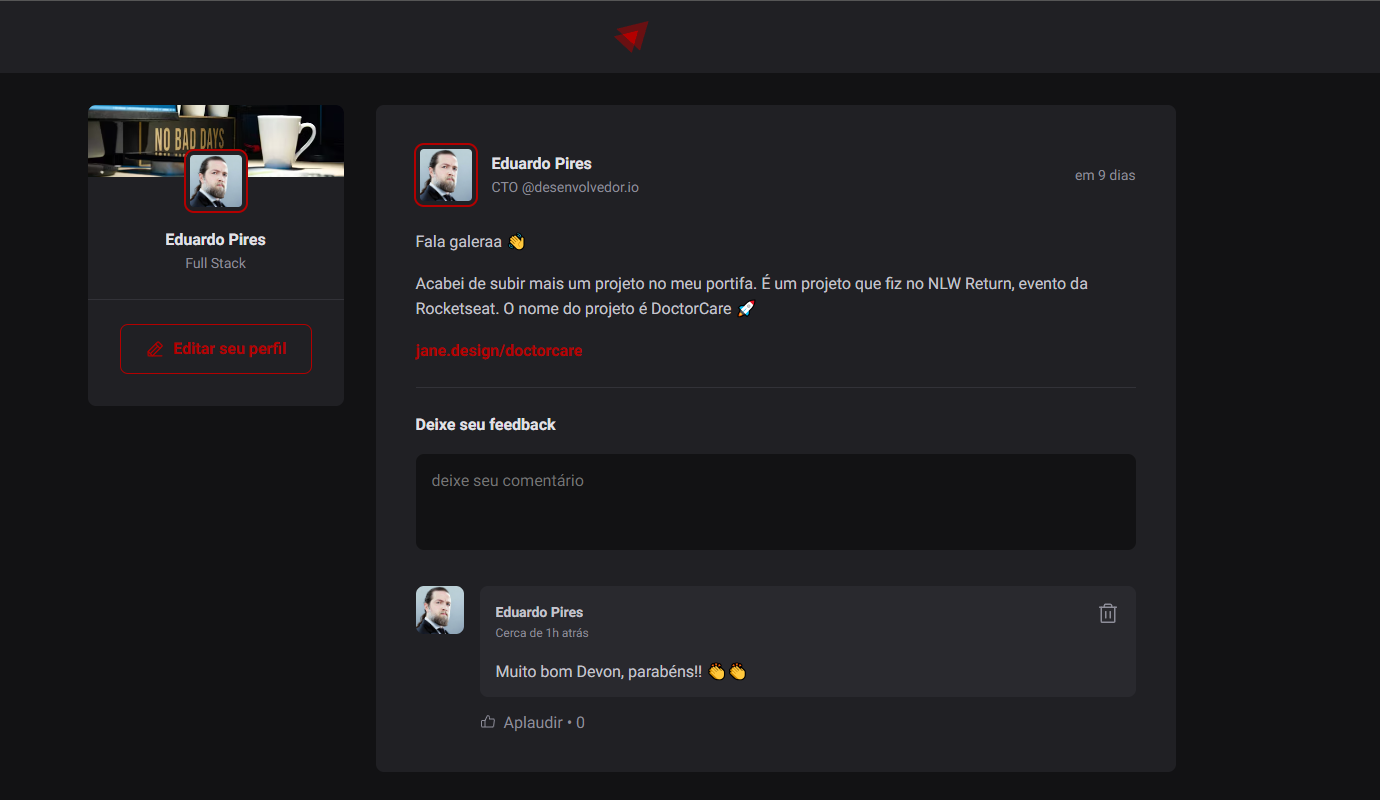 NO BAD DAYS
Eduardo Pires
Full Stack
Editar seu perfil
Eduardo Pires
CTO @desenvolvedor.io
em 9 dias
Fala galeraa 👋
Acabei de subir mais um projeto no meu portifa. É um projeto que fiz no NLW Return, evento da
Rocketseat. O nome do projeto é DoctorCare 🚀
jane.design/doctorcare
Deixe seu feedback
deixe seu comentário
Eduardo Pires
Cerca de 1h atrás
Muito bom Devon, parabéns!! 👏👏
Aplaudir • 0